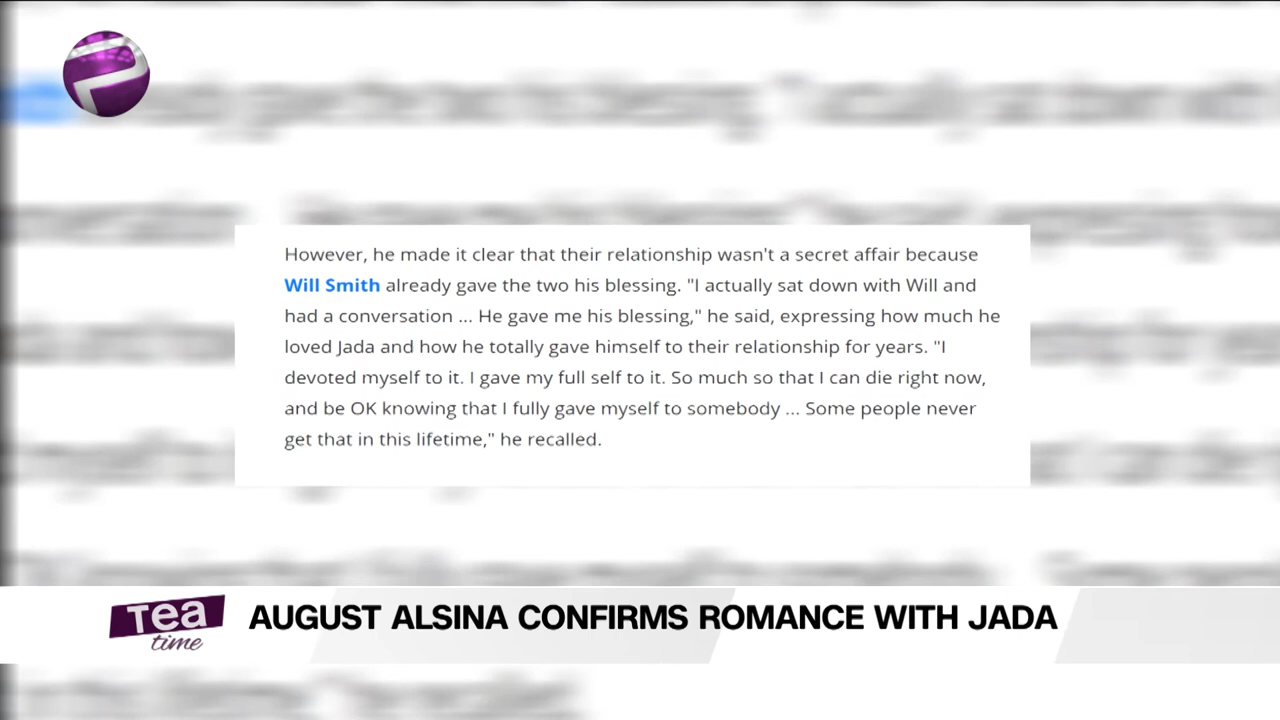 However, he made it clear that their relationship wasn't a secret affair because
Will Smith already gave the two his blessing. "I actually sat down with Will and
had a conversation ... He gave me his blessing," he said, expressing how much he
loved Jada and how he totally gave himself to their relationship for years. "I
devoted myself to it. I gave my full self to it. So much so that I can die right now,
and be OK knowing that I fully gave myself to somebody ... Some people never
get that in this lifetime," he recalled.
Tea
time
AUGUST ALSINA CONFIRMS ROMANCE WITH JADA